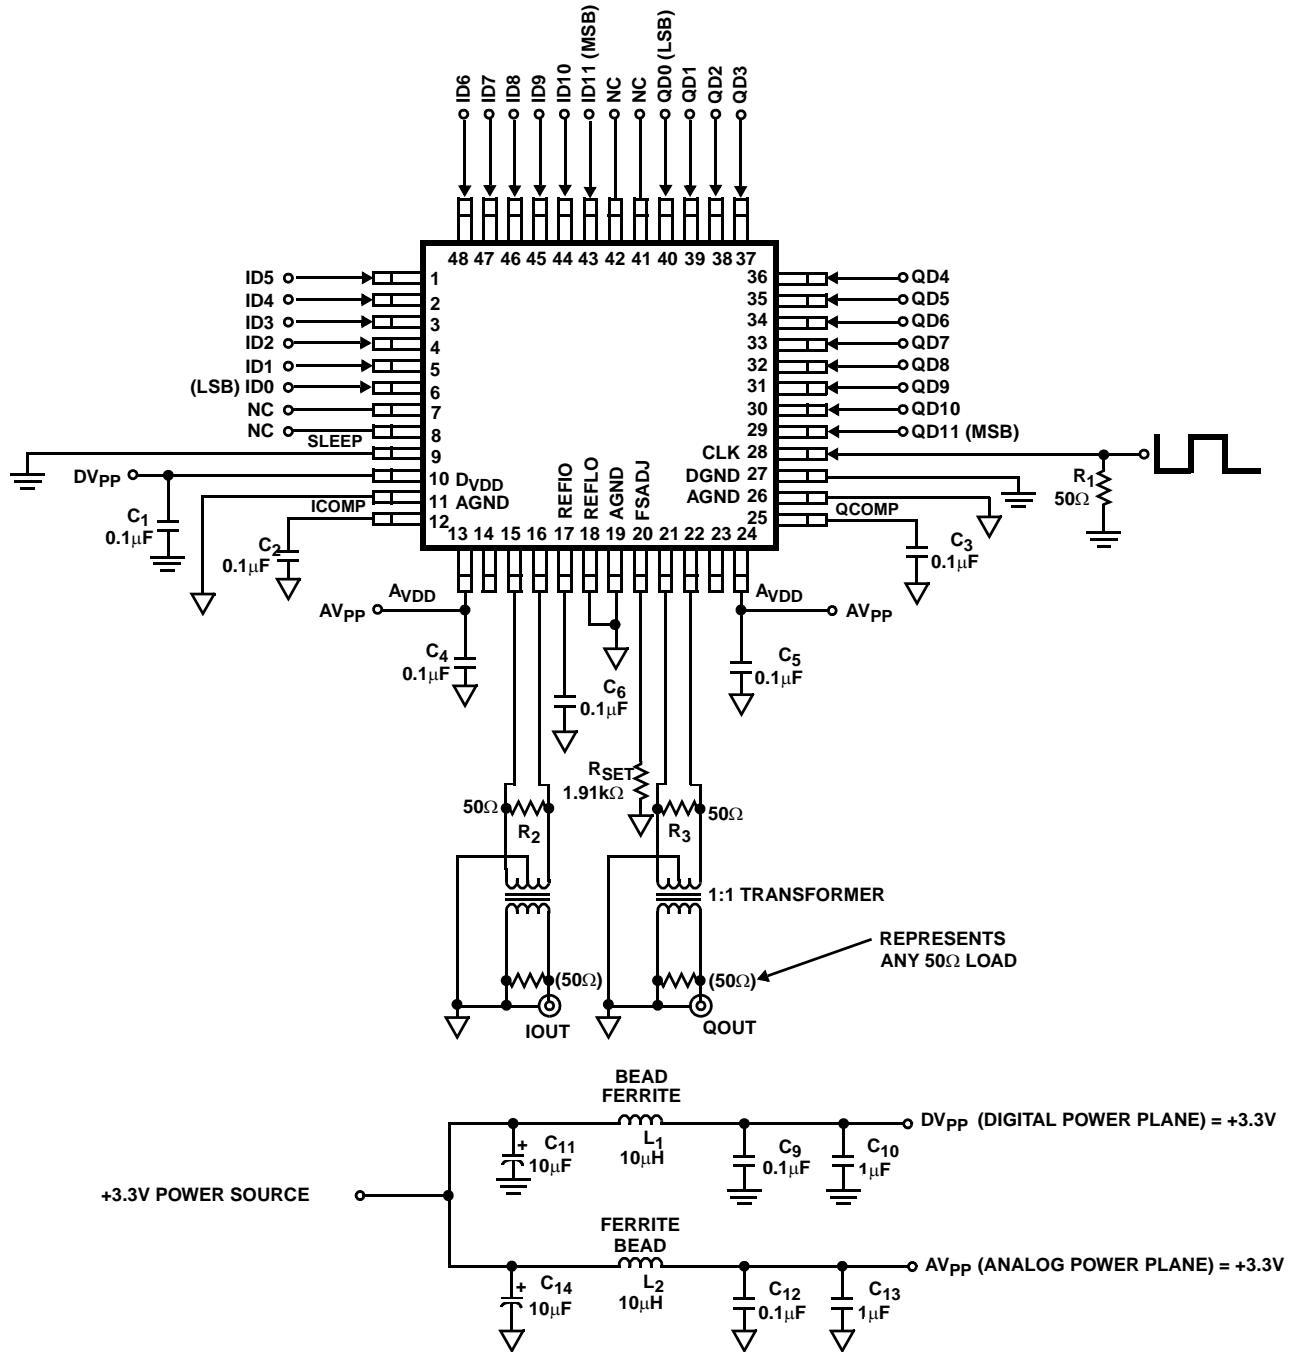 ID6
ID7
ID8
ID9
ID10
ID11 (MSB)
NC
NC
QD0 (LSB)
QD1
QD2
QD3
48 47 46 45 44 43 42 41 40 39 38 37
ID5
ID4
ID3
ID2
ID1
(LSB) ID0
NC
NC
SLEEP
DVPP
ICOMP
1
2
3
4
5
6
7
8
9
10 DVDD
11 AGND
12
36
35
34
33
32
31
30
29
CLK 28
DGND 27
AGND 26
25
QD4
QD5
QD6
QD7
QD8
QD9
QD10
QD11 (MSB)
QCOMP
R1
50Ω
C1
0.1μF
C2
0.1μF
C3
0.1μF
REFIO
REFLO
AGND
FSADJ
13 14 15 16 17 18 19 20 21 22 23 24
AVDD
AVPP
AVDD
AVPP
C4
0.1μF
C6
0.1μF
C5
0.1μF
RSET
1.91kΩ
50Ω
R2
R3
50Ω
1:1 TRANSFORMER
REPRESENTS
ANY 50Ω LOAD
(50Ω)
(50Ω)
IOUT
QOUT
BEAD
FERRITE
L1
10μH
C11
+
10μF
C9
0.1μF
C10
1μF
DVPP (DIGITAL POWER PLANE) = +3.3V
+3.3V POWER SOURCE
FERRITE
BEAD
L2
10μH
C14
+
10μF
C12
0.1μF
C13
1μF
AVPP (ANALOG POWER PLANE) = +3.3V